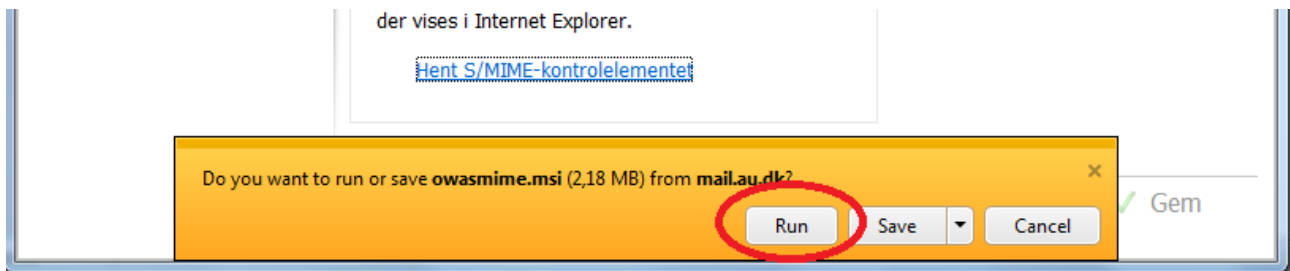 der vises i Internet Explorer.
Hent S/MIME-kontrolelementet
Do you want to run or save owasmime.msi (2,18 MB) from mail.au.dk?
Gem
Run Save Cancel